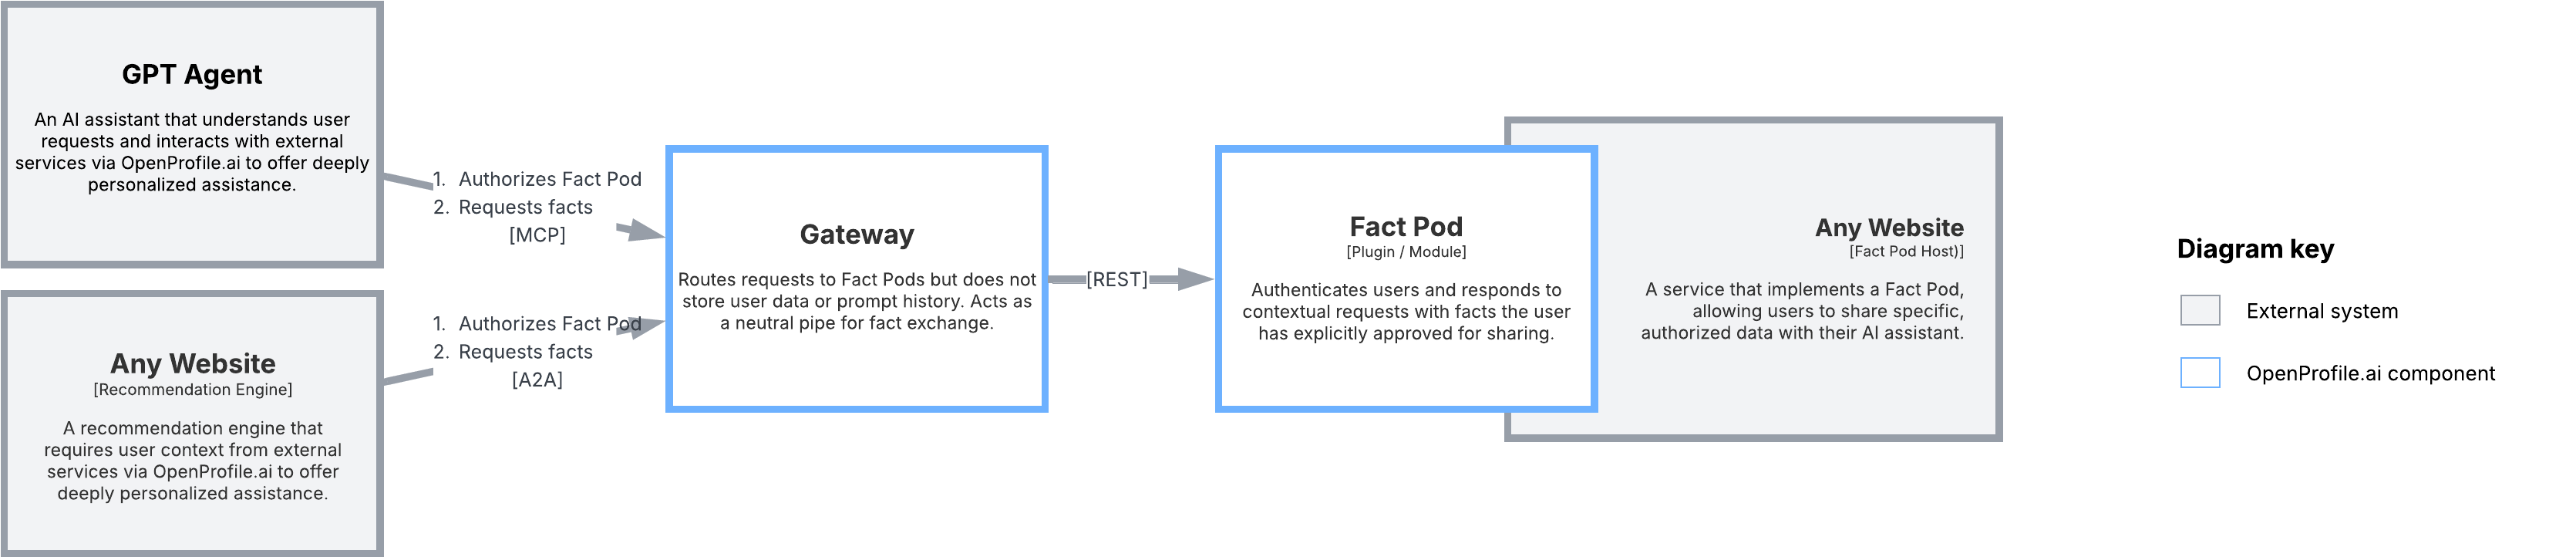 GPT Agent
An AI assistant that understands user
requests and interacts with external
services via OpenProfile.ai to offer deeply
personalized assistance.
Any Website
[Recommendation Engine]
A recommendation engine that
requires user context from external
services via OpenProfile.ai to offer
deeply personalized assistance.
1. Authorizes Fact Pod
2. Requests facts
[MCP]
1. Authorizes Fact Pod
2. Requests facts
[A2A]
Gateway
Routes requests to Fact Pods but does not
store user data or prompt history. Acts as
a neutral pipe for fact exchange.
[REST]
Fact Pod
[Plugin / Module]
Authenticates users and responds to
contextual requests with facts the user
has explicitly approved for sharing.
Any Website
[Fact Pod Host)]
A service that implements a Fact Pod,
allowing users to share specific,
authorized data with their AI assistant.
Diagram key
External system
OpenProfile.ai component